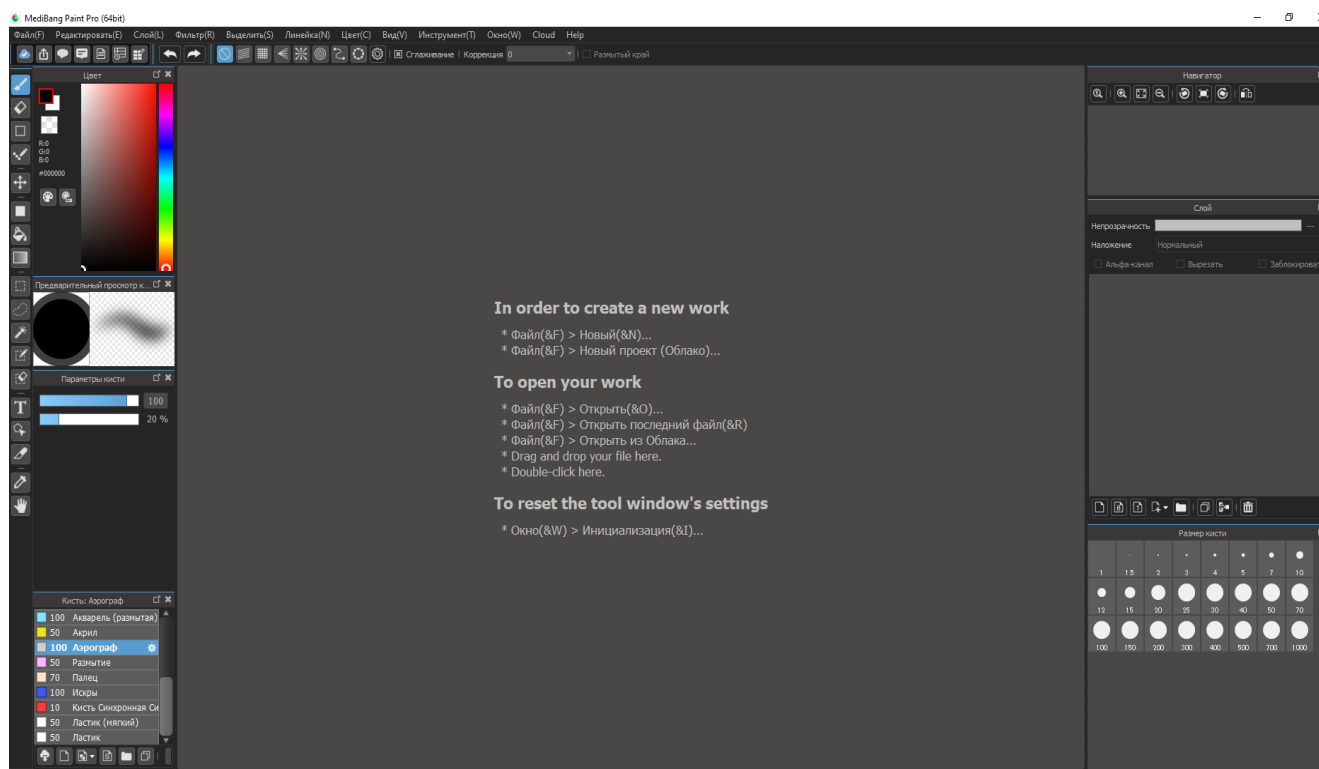 MediBang Paint Pro (64bit)
Файл(F) Редактировать(E) Слой(L) Фильтр(R) Выделить(S) Линейка(N) Цвет(C) Вид(V) Инструмент(T) Окно(W) Cloud Help
Сглаживание Коррекция 0 Размытый край
Цвет
R:0
G:0
B:0
#000000
Предварительный просмотр к...
Параметры кисти
100
20 %
Кисть: Аэрограф
100 Акварель (размытая)
50 Акрил
100 Аэрограф
50 Размытие
70 Палец
100 Искры
10 Кисть Синхронная Си
50 Ластик (мягкий)
50 Ластик
In order to create a new work
* Файл(&F) > Новый(&N)...
* Файл(&F) > Новый проект (Облако)...
To open your work
* Файл(&F) > Открыть(&O)...
* Файл(&F) > Открыть последний файл(&R)
* Файл(&F) > Открыть из Облака...
* Drag and drop your file here.
* Double-click here.
To reset the tool window's settings
* Окно(&W) > Инициализация(&I)...
Навигатор
Слой
Непрозрачность ---
Наложение Нормальный
Альфа-канал Вырезать Заблокироват
Размер кисти
1 1.5 2 3 4 5 7 10
12 15 20 25 30 40 50 70
100 150 200 300 400 500 700 1000